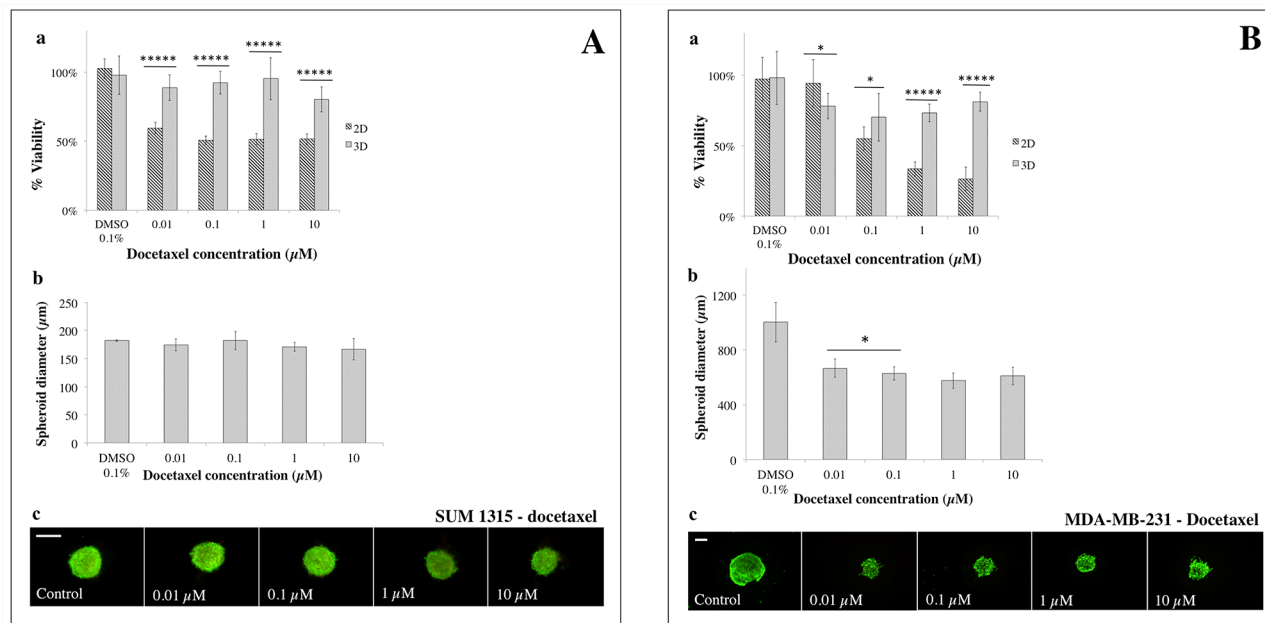 A
a
***** ***** ***** *****
100%
50%
0%
% Viability
2D
3D
DMSO 0.1% 0.01 0.1 1 10
Docetaxel concentration (µM)
b
250
200
150
100
50
0
Spheroid diameter (µm)
DMSO 0.1% 0.01 0.1 1 10
Docetaxel concentration (µM)
c
SUM 1315 - docetaxel
Control 0.01 µM 0.1 µM 1 µM 10 µM
B
a
* * ***** *****
100%
50%
0%
% Viability
2D
3D
DMSO 0.1% 0.01 0.1 1 10
Docetaxel concentration (µM)
b
1200
800
400
0
Spheroid diameter (µm)
*
DMSO 0.1% 0.01 0.1 1 10
Docetaxel concentration (µM)
c
MDA-MB-231 - Docetaxel
Control 0.01 µM 0.1 µM 1 µM 10 µM